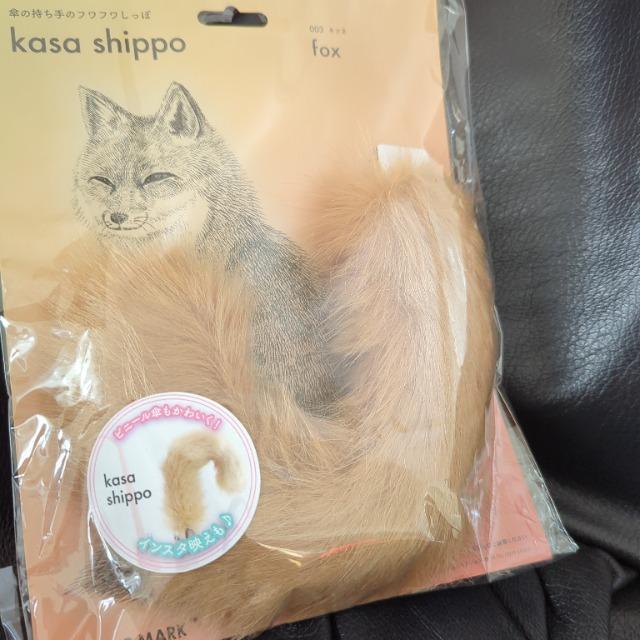 傘の持ち手のフワフワしっぽ
kasa shippo
003 キツネ
fox
ビニール傘もかわいく!
kasa
shippo
インスタ映えも♪
MARK